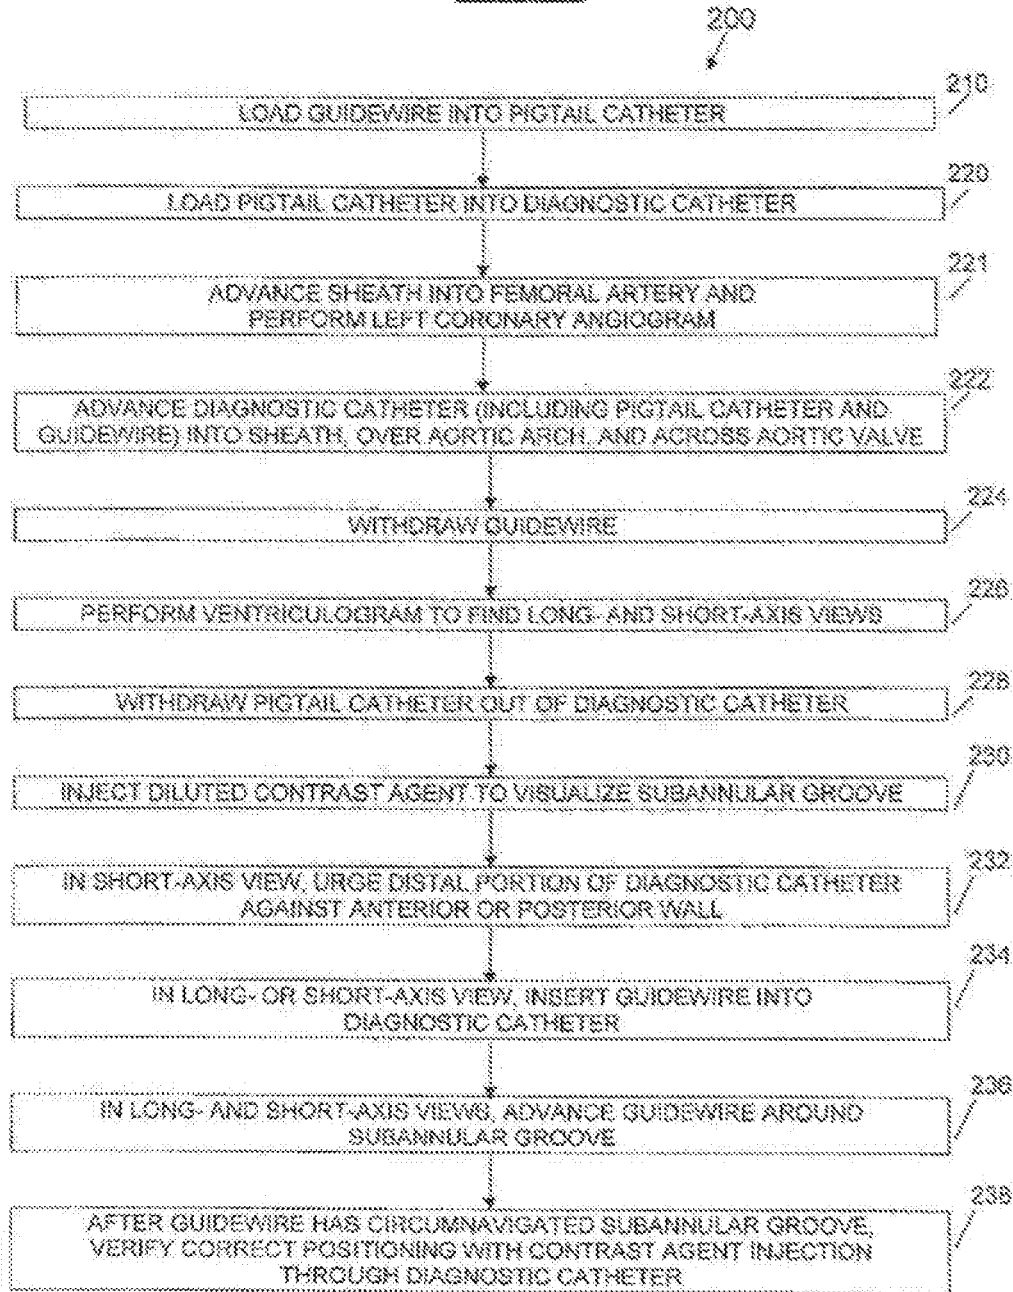 200
210
LOAD GUIDEWIRE INTO PIGTAIL CATHETER
220
LOAD PIGTAIL CATHETER INTO DIAGNOSTIC CATHETER
221
ADVANCE SHEATH INTO FEMORAL ARTERY AND
PERFORM LEFT CORONARY ANGIOGRAM
222
ADVANCE DIAGNOSTIC CATHETER (INCLUDING PIGTAIL CATHETER AND
GUIDEWIRE) INTO SHEATH, OVER AORTIC ARCH, AND ACROSS AORTIC VALVE
224
WITHDRAW GUIDEWIRE
226
PERFORM VENTRICULOGRAM TO FIND LONG- AND SHORT-AXIS VIEWS
228
WITHDRAW PIGTAIL CATHETER OUT OF DIAGNOSTIC CATHETER
230
INJECT DILUTED CONTRAST AGENT TO VISUALIZE SUBANNULAR GROOVE
232
IN SHORT-AXIS VIEW, URGE DISTAL PORTION OF DIAGNOSTIC CATHETER
AGAINST ANTERIOR OR POSTERIOR WALL
234
IN LONG- OR SHORT-AXIS VIEW, INSERT GUIDEWIRE INTO
DIAGNOSTIC CATHETER
236
IN LONG- AND SHORT-AXIS VIEWS, ADVANCE GUIDEWIRE AROUND
SUBANNULAR GROOVE
238
AFTER GUIDEWIRE HAS CIRCUMNAVIGATED SUBANNULAR GROOVE,
VERIFY CORRECT POSITIONING WITH CONTRAST AGENT INJECTION
THROUGH DIAGNOSTIC CATHETER